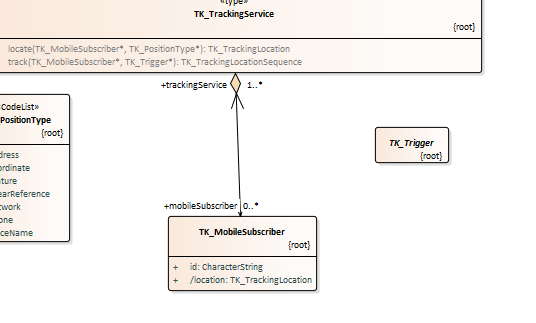 «type»
TK_TrackingService
{root}
locate(TK_MobileSubscriber*, TK_PositionType*): TK_TrackingLocation
track(TK_MobileSubscriber*, TK_Trigger*): TK_TrackingLocationSequence
+trackingService 1..*
CodeList»
PositionType
{root}
dress
ordinate
ature
earReference
twork
one
ceName
TK_Trigger
{root}
+mobileSubscriber 0..*
TK_MobileSubscriber
{root}
+ id: CharacterString
+ /location: TK_TrackingLocation